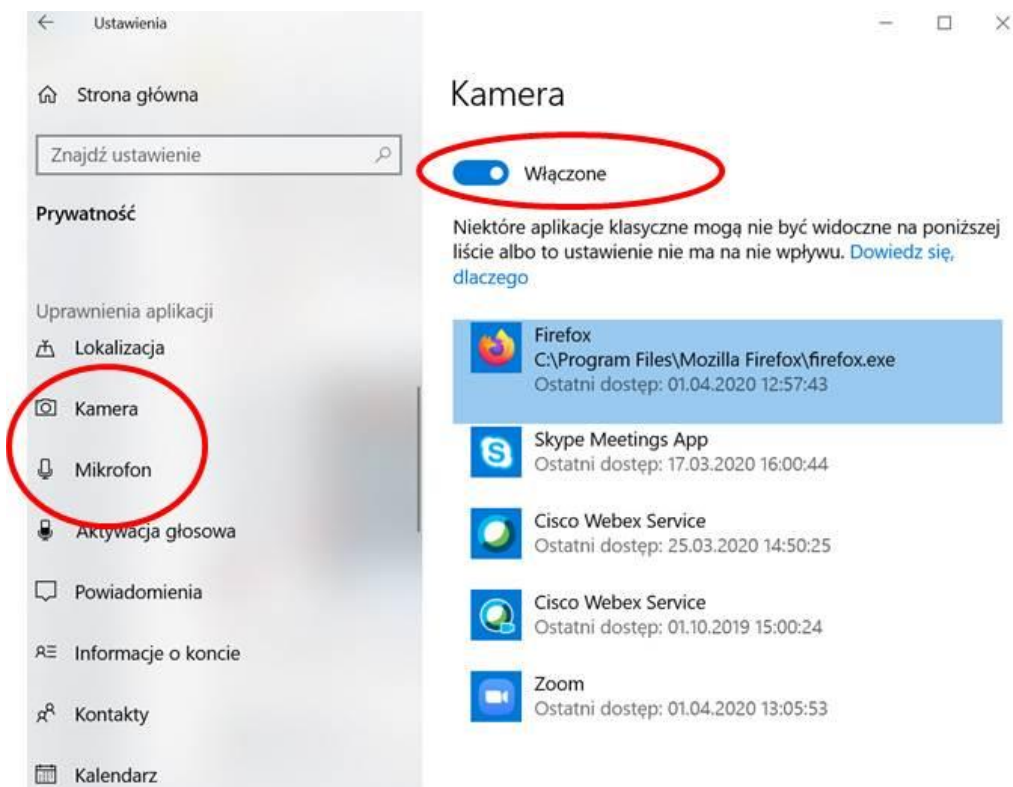 Ustawienia
Strona główna
Znajdź ustawienie
Prywatność
Uprawnienia aplikacji
Lokalizacja
Kamera
Mikrofon
Aktywacja głosowa
Powiadomienia
Informacje o koncie
Kontakty
Kalendarz
Kamera
Włączone
Niektóre aplikacje klasyczne mogą nie być widoczne na poniższej
liście albo to ustawienie nie ma na nie wpływu. Dowiedz się,
dlaczego
Firefox
C:\Program Files\Mozilla Firefox\firefox.exe
Ostatni dostęp: 01.04.2020 12:57:43
Skype Meetings App
Ostatni dostęp: 17.03.2020 16:00:44
Cisco Webex Service
Ostatni dostęp: 25.03.2020 14:50:25
Cisco Webex Service
Ostatni dostęp: 01.10.2019 15:00:24
Zoom
Ostatni dostęp: 01.04.2020 13:05:53